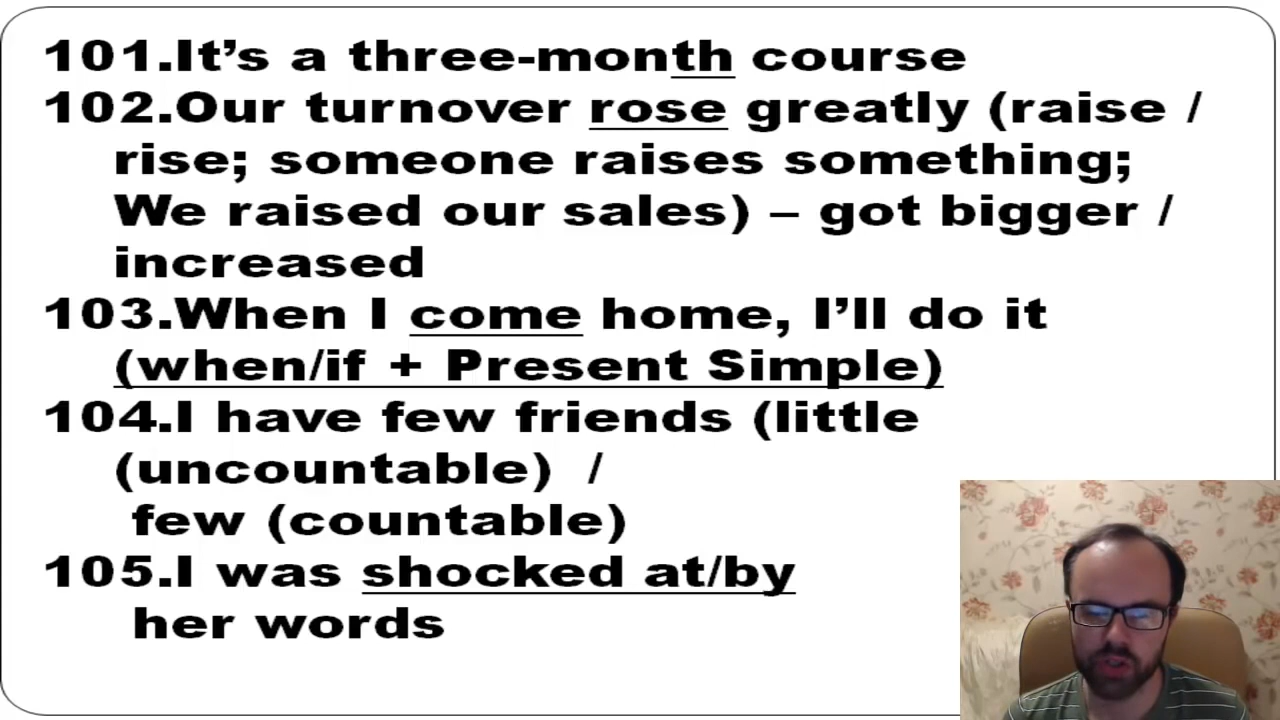 101.It’s a three-month course
102.Our turnover rose greatly (raise /
rise; someone raises something;
We raised our sales) – got bigger /
increased
103.When I come home, I’ll do it
(when/if + Present Simple)
104.I have few friends (little
(uncountable) /
few (countable)
105.I was shocked at/by
her words